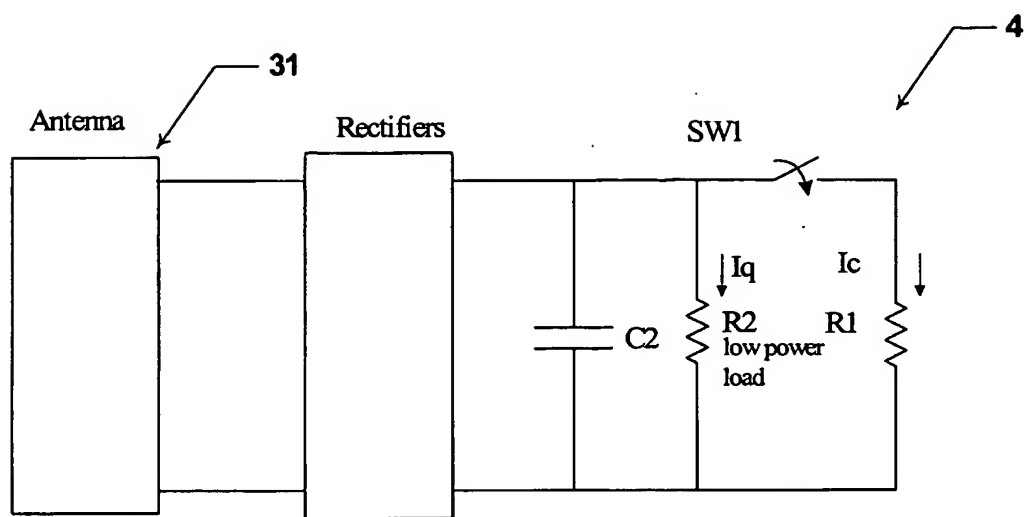 4
31
Antenna
Rectifiers
SW1
Iq
Ic
C2
R2
low power
load
R1